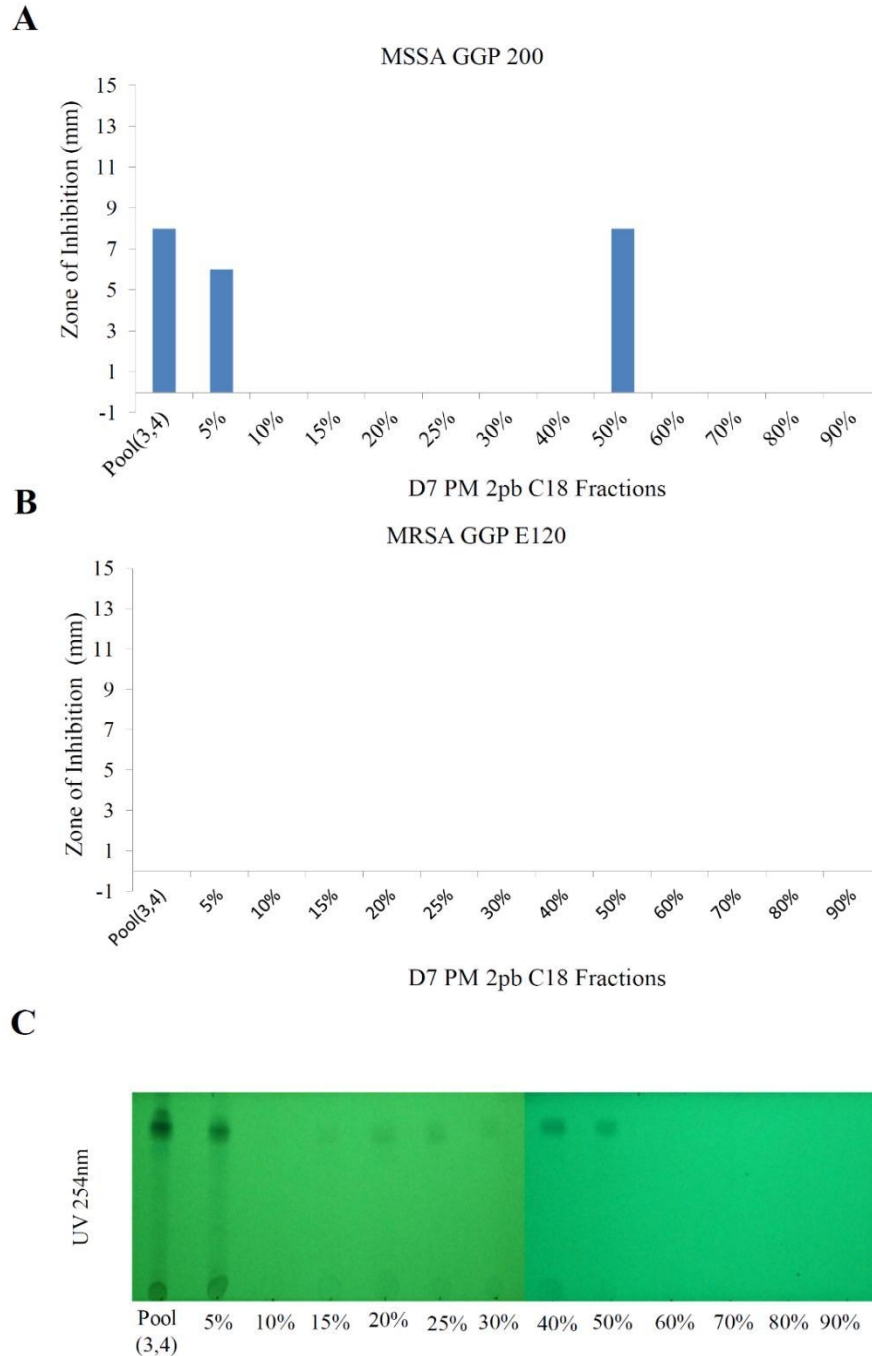 A
MSSA GGP 200
Zone of Inhibition (mm)
15
13
11
9
7
5
3
1
-1
Pool(3,4) 5% 10% 15% 20% 25% 30% 40% 50% 60% 70% 80% 90%
D7 PM 2pb C18 Fractions
B
MRSA GGP E120
Zone of Inhibition (mm)
15
13
11
9
7
5
3
1
-1
Pool(3,4) 5% 10% 15% 20% 25% 30% 40% 50% 60% 70% 80% 90%
D7 PM 2pb C18 Fractions
C
UV 254nm
Pool 5% 10% 15% 20% 25% 30% 40% 50% 60% 70% 80% 90%
(3,4)